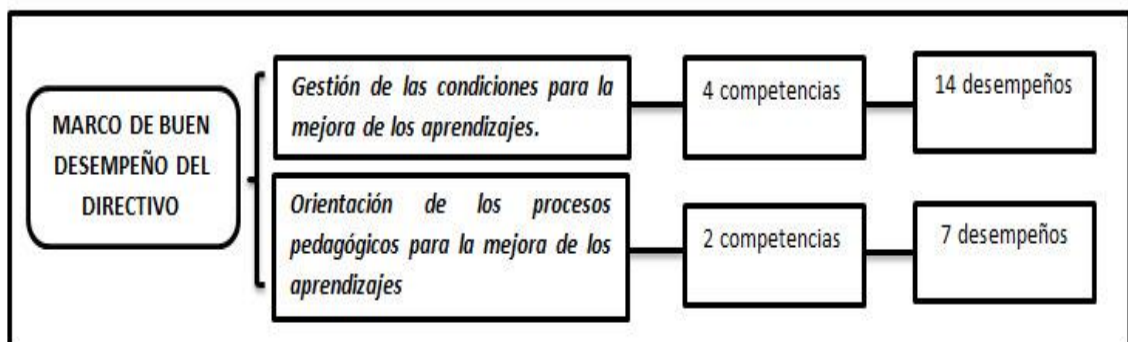 MARCO DE BUEN
DESEMPEÑO DEL
DIRECTIVO
Gestión de las condiciones para la
mejora de los aprendizajes.
4 competencias
14 desempeños
Orientación de los procesos
pedagógicos para la mejora de los
aprendizajes
2 competencias
7 desempeños